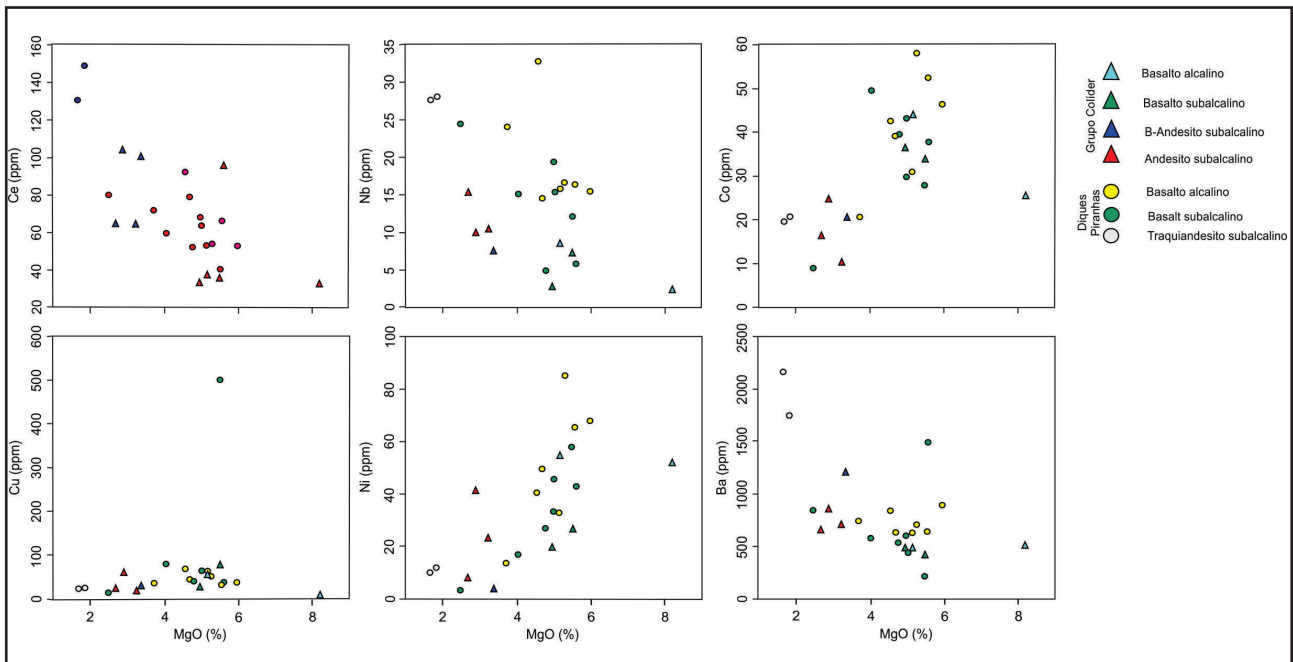 160
140
120
100
80
60
40
20
Ce (ppm)
35
30
25
20
15
10
5
0
Nb (ppm)
60
50
40
30
20
10
0
Co (ppm)
Grupo Colider
Basalto alcalino
Basalto subalcalino
B-Andesito subalcalino
Andesito subalcalino
Diques
Piranhas
Basalto alcalino
Basalt subalcalino
Traquiandesito subalcalino
600
500
400
300
200
100
0
Cu (ppm)
2 4 6 8
MgO (%)
100
80
60
40
20
0
Ni (ppm)
2 4 6 8
MgO (%)
2500
2000
1500
1000
500
0
Ba (ppm)
2 4 6 8
MgO (%)